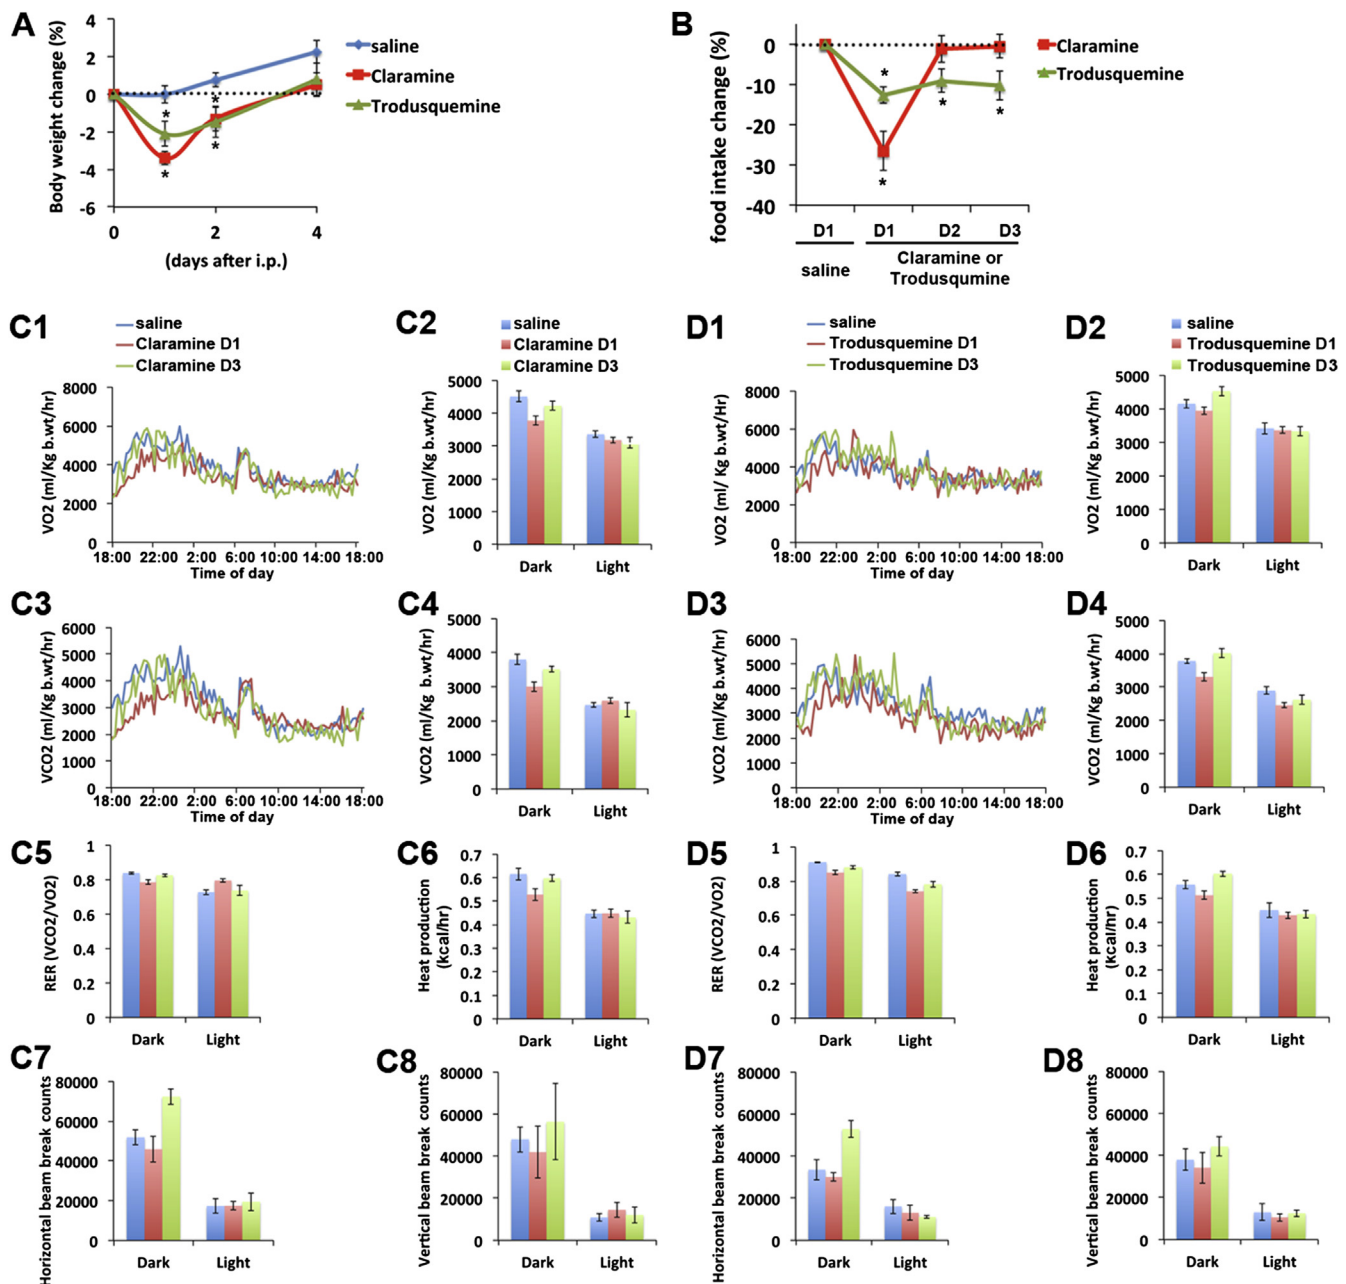 A
Body weight change (%)
4
2
0
-2
-4
-6
0
2
4
(days after i.p.)
saline
Claramine
Trodusquemine
*
*
*
*
B
food intake change (%)
0
-10
-20
-30
-40
D1
D1
D2
D3
saline
Claramine or
Trodusqumine
Claramine
Trodusquemine
*
*
*
*
C1
saline
Claramine D1
Claramine D3
VO2 (ml/Kg b.wt/hr)
8000
6000
4000
2000
0
18:00 22:00 2:00 6:00 10:00 14:00 18:00
Time of day
C2
saline
Claramine D1
Claramine D3
VO2 (ml/Kg b.wt/hr)
5000
4000
3000
2000
1000
0
Dark
Light
D1
saline
Trodusquemine D1
Trodusquemine D3
VO2 (ml/ Kg b.wt/Hr)
8000
6000
4000
2000
0
18:00 22:00 2:00 6:00 10:00 14:00 18:00
Time of day
D2
saline
Trodusquemine D1
Trodusquemine D3
VO2 (ml/ Kg b.wt/hr)
5000
4000
3000
2000
1000
0
Dark
Light
C3
VCO2 (ml/Kg b.wt/hr)
6000
5000
4000
3000
2000
1000
0
18:00 22:00 2:00 6:00 10:00 14:00 18:00
Time of day
C4
VCO2 (ml/Kg b.wt/hr)
5000
4000
3000
2000
1000
0
Dark
Light
D3
VCO2 (ml/Kg b.wt/hr)
6000
5000
4000
3000
2000
1000
0
18:00 22:00 2:00 6:00 10:00 14:00 18:00
Time of day
D4
VCO2 (ml/Kg b.wt/hr)
5000
4000
3000
2000
1000
0
Dark
Light
C5
RER (VCO2/VO2)
1
0.8
0.6
0.4
0.2
0
Dark
Light
C6
Heat production
(kcal/hr)
0.7
0.6
0.5
0.4
0.3
0.2
0.1
0
Dark
Light
D5
RER (VCO2/VO2)
1
0.8
0.6
0.4
0.2
0
Dark
Light
D6
Heat production
(kcal/hr)
0.7
0.6
0.5
0.4
0.3
0.2
0.1
0
Dark
Light
C7
Horizontal beam break counts
80000
60000
40000
20000
0
Dark
Light
C8
Vertical beam break counts
80000
60000
40000
20000
0
Dark
Light
D7
Horizontal beam break counts
80000
60000
40000
20000
0
Dark
Light
D8
Vertical beam break counts
80000
60000
40000
20000
0
Dark
Light